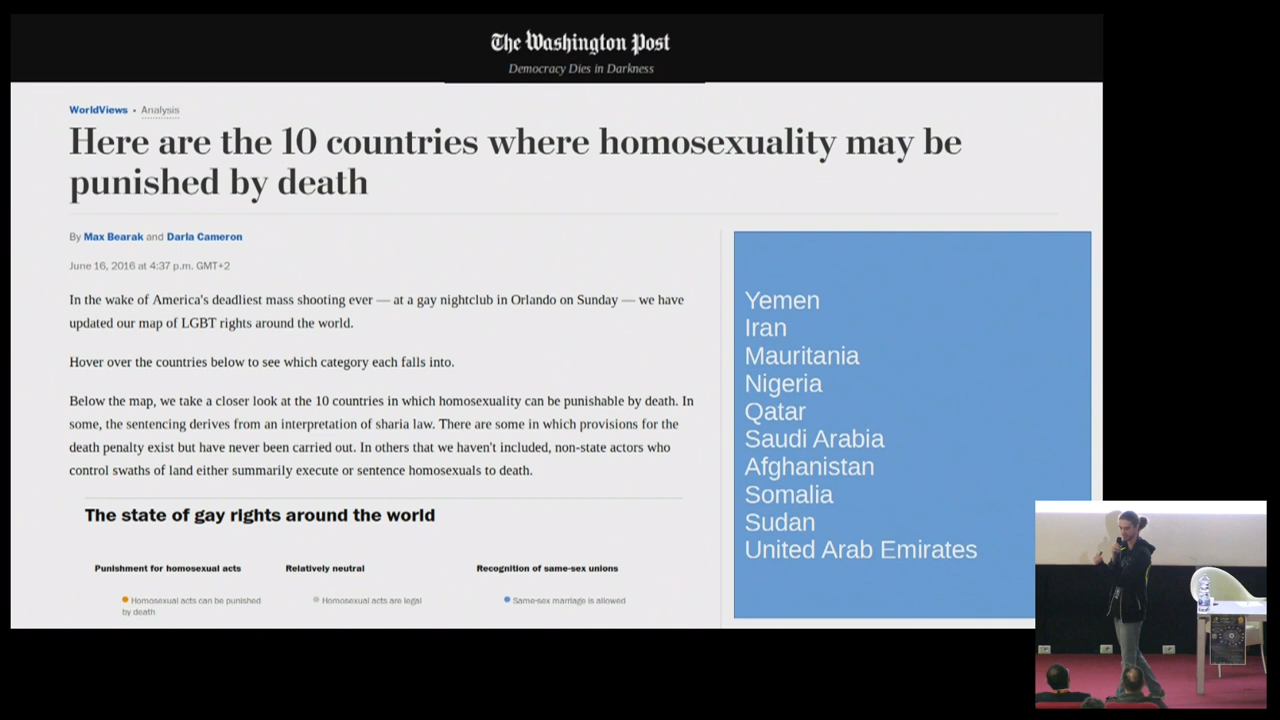 The Washington Post
Democracy Dies in Darkness
WorldViews • Analysis
Here are the 10 countries where homosexuality may be
punished by death
By Max Bearak and Darla Cameron
June 16, 2016 at 4:37 p.m. GMT+2
In the wake of America's deadliest mass shooting ever — at a gay nightclub in Orlando on Sunday — we have
updated our map of LGBT rights around the world.
Hover over the countries below to see which category each falls into.
Below the map, we take a closer look at the 10 countries in which homosexuality can be punishable by death. In
some, the sentencing derives from an interpretation of sharia law. There are some in which provisions for the
death penalty exist but have never been carried out. In others that we haven't included, non-state actors who
control swaths of land either summarily execute or sentence homosexuals to death.
The state of gay rights around the world
Punishment for homosexual acts
Homosexual acts can be punished
by death
Relatively neutral
Homosexual acts are legal
Recognition of same-sex unions
Same-sex marriage is allowed
Yemen
Iran
Mauritania
Nigeria
Qatar
Saudi Arabia
Afghanistan
Somalia
Sudan
United Arab Emirates